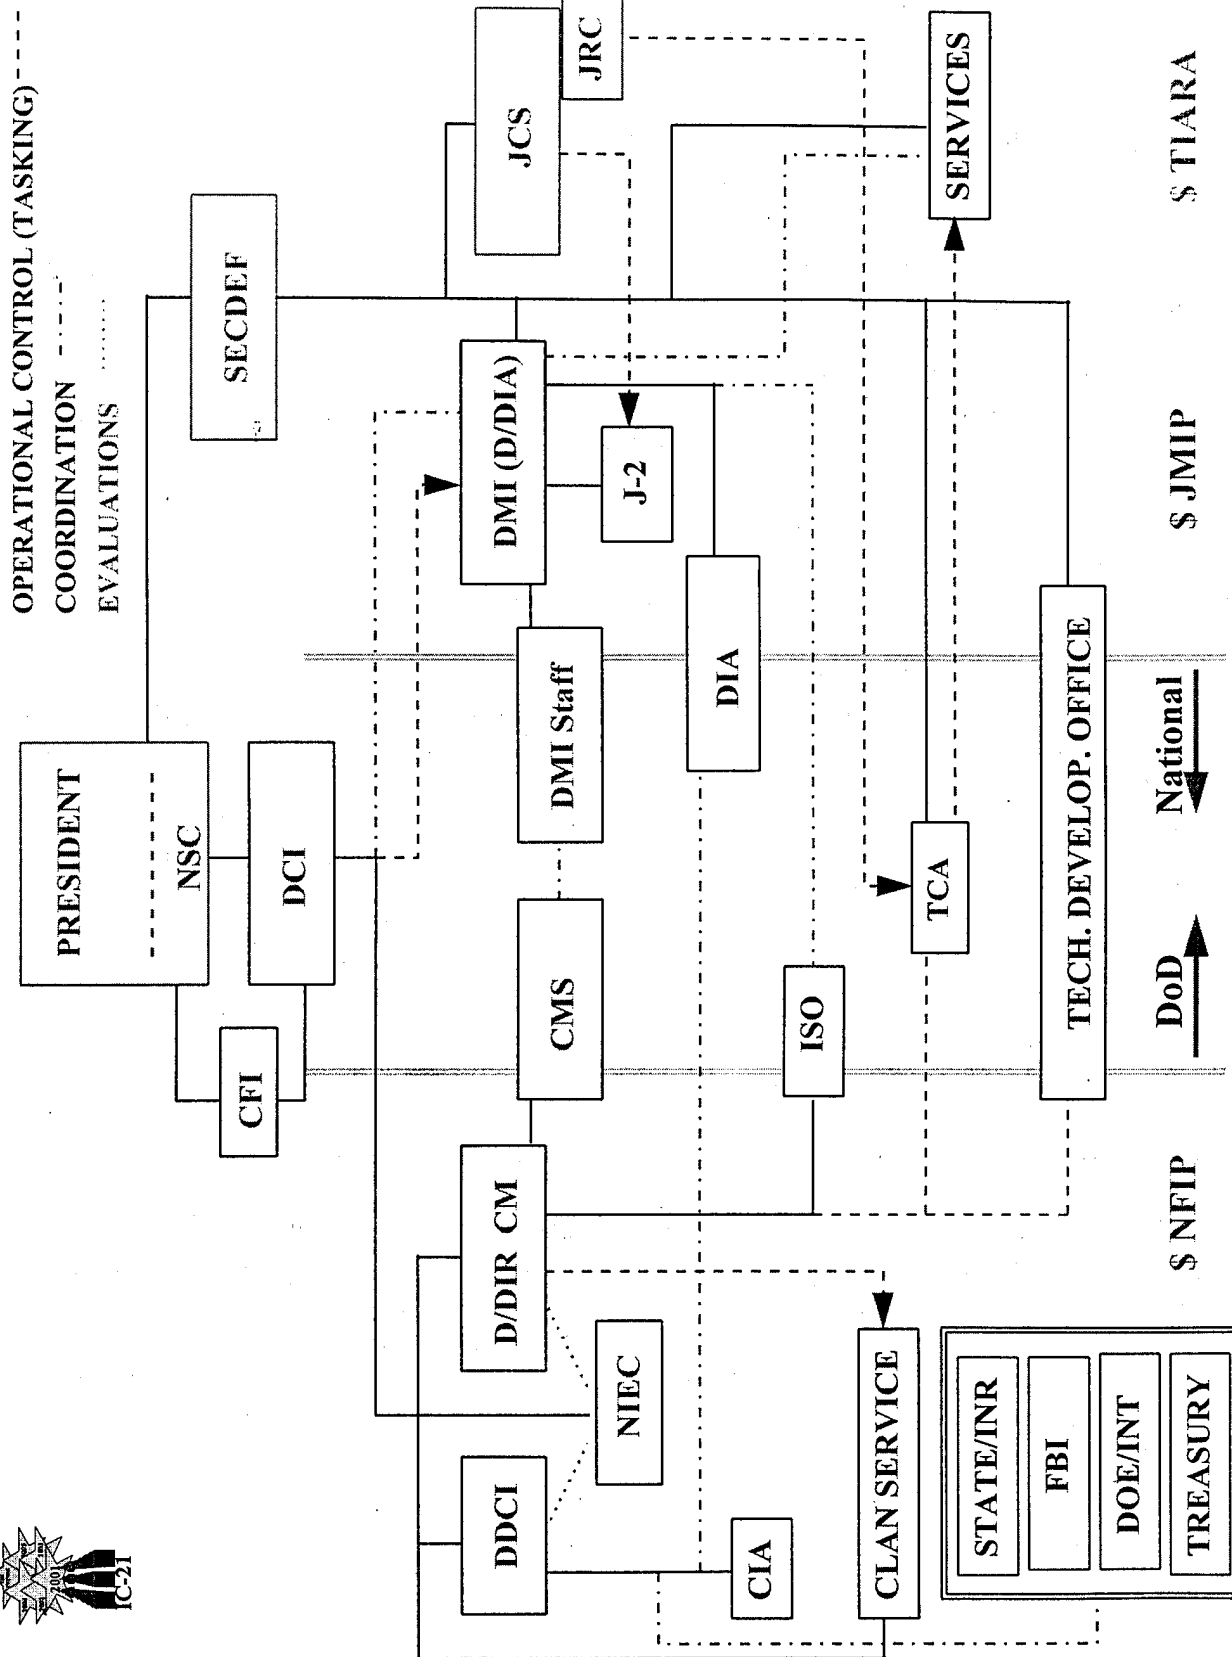 OPERATIONAL CONTROL (TASKING)
COORDINATION
EVALUATIONS
IC-21
2001
PRESIDENT
NSC
CFI
DCI
SECDEF
JCS
JRC
DDCI
D/DIR CM
CMS
DMI Staff
DMI (D/DIA)
NIEC
J-2
CIA
DIA
ISO
CLAN SERVICE
TCA
SERVICES
STATE/INR
FBI
DOE/INT
TREASURY
TECH. DEVELOP. OFFICE
DoD
National
$ NFIP
$ JMIP
$ TIARA